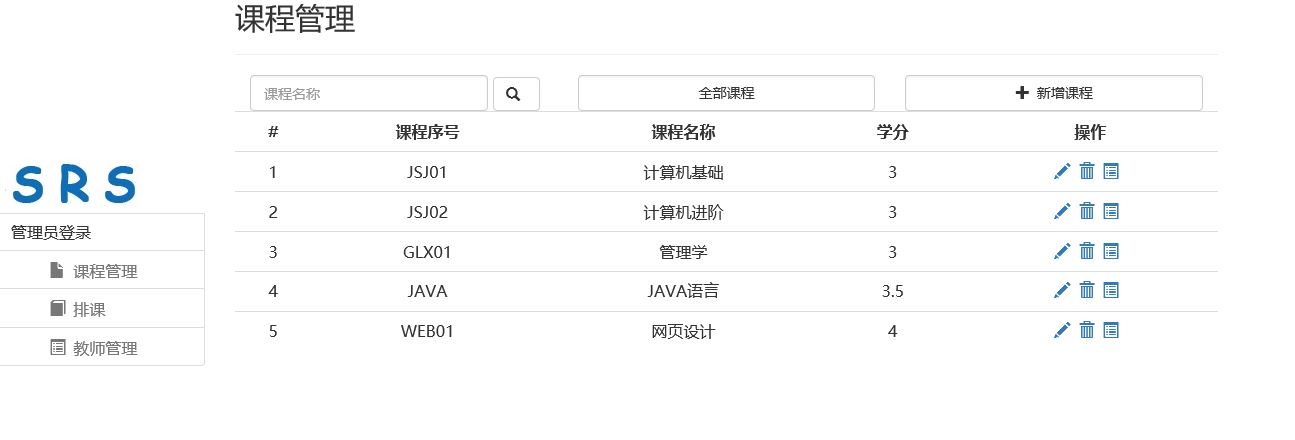 课程管理
课程名称
全部课程
新增课程
# 课程序号 课程名称 学分 操作
1 JSJ01 计算机基础 3
2 JSJ02 计算机进阶 3
3 GLX01 管理学 3
4 JAVA JAVA语言 3.5
5 WEB01 网页设计 4
SRS
管理员登录
课程管理
排课
教师管理